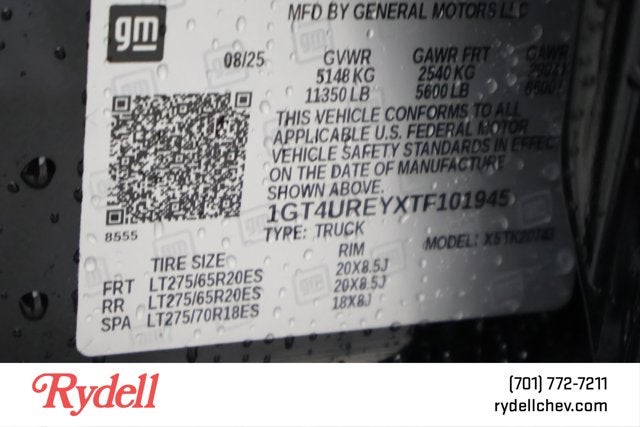 gm
MFD BY GENERAL MOTORS LLC
08/25
GVWR GAWR FRT GAWR
5148 KG 2540 KG
11350 LB 5600 LB
THIS VEHICLE CONFORMS TO ALL
APPLICABLE U.S. FEDERAL MOTOR
VEHICLE SAFETY STANDARDS IN EFFEC
ON THE DATE OF MANUFACTURE
SHOWN ABOVE.
8555
1GT4UREYXTF101945
TYPE: TRUCK MODEL:
TIRE SIZE RIM
FRT LT275/65R20ES 20X8.5J
RR LT275/65R20ES 20X8.5J
SPA LT275/70R18ES 18X8J
Rydell
(701) 772-7211
rydellchev.com